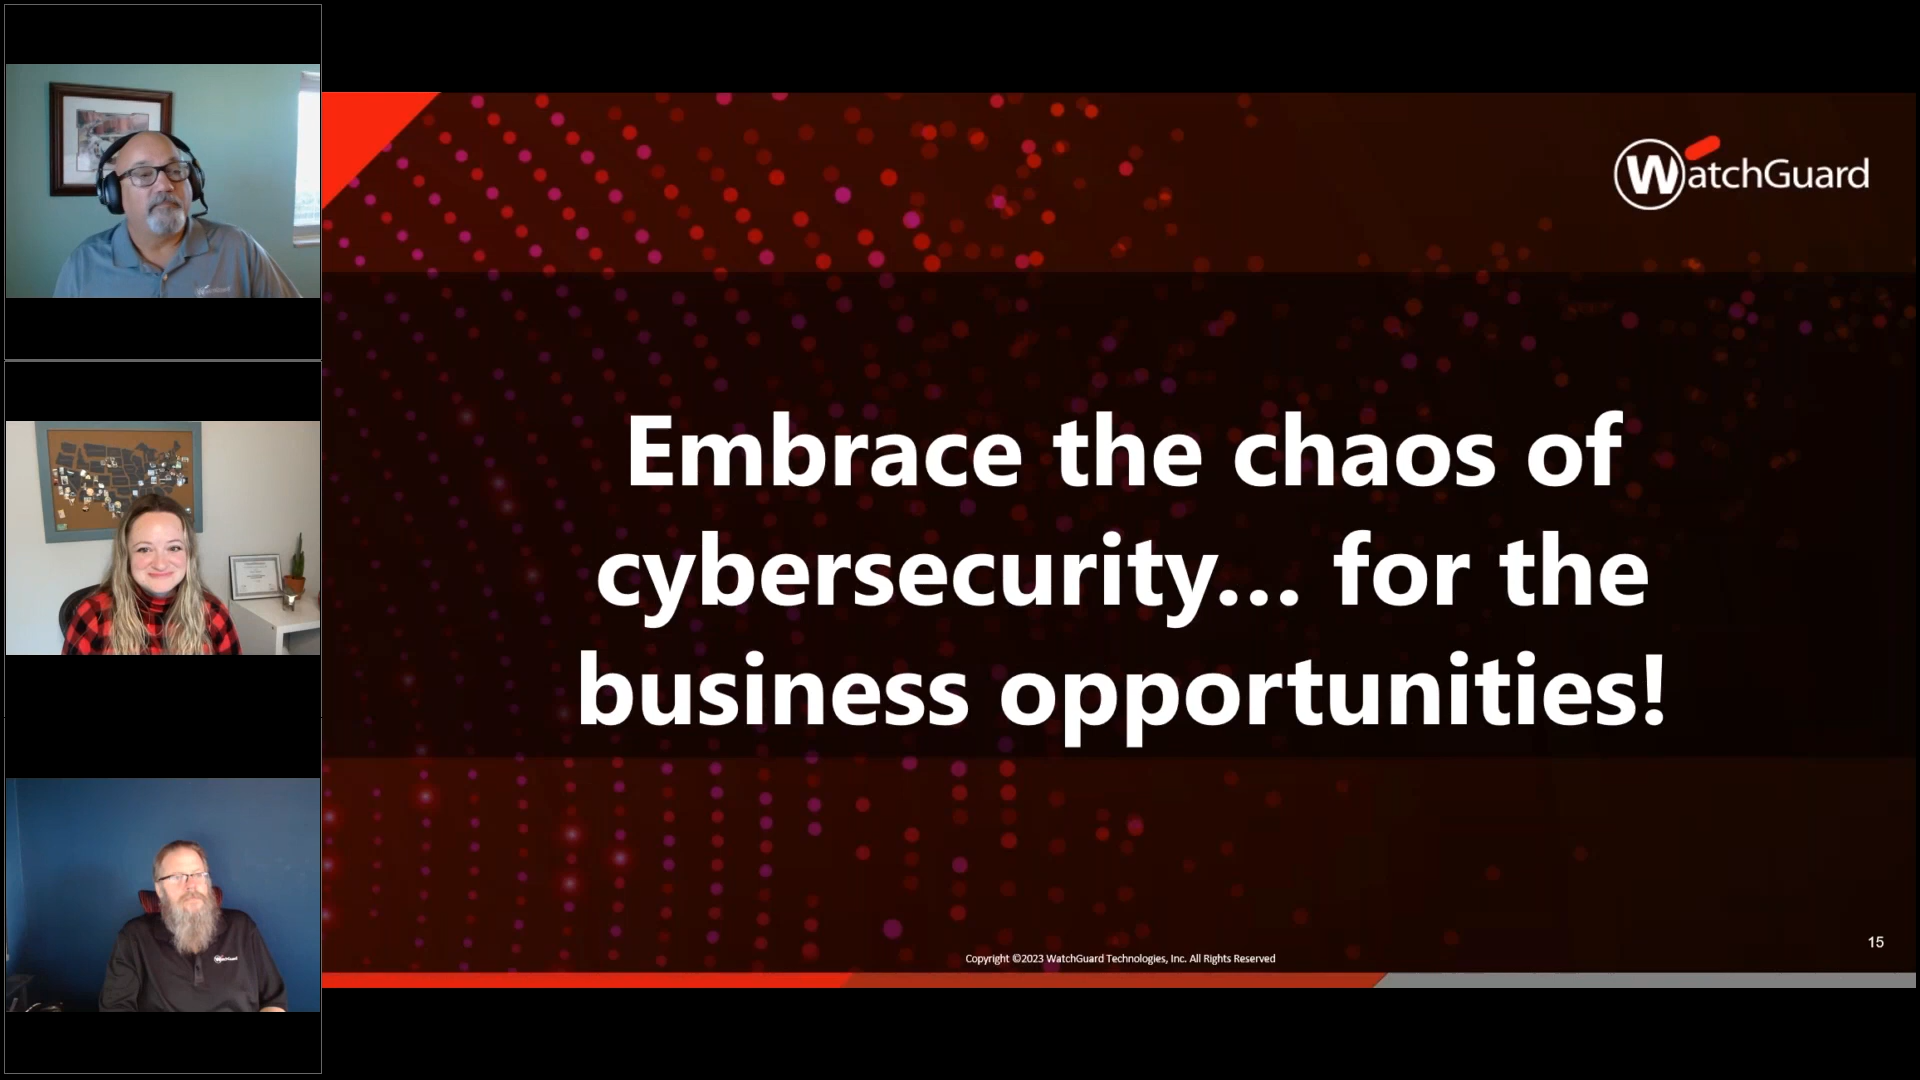 WatchGuard
Embrace the chaos of
cybersecurity... for the
business opportunities!
15
Copyright ©2023 WatchGuard Technologies, Inc. All Rights Reserved
WatchGuard